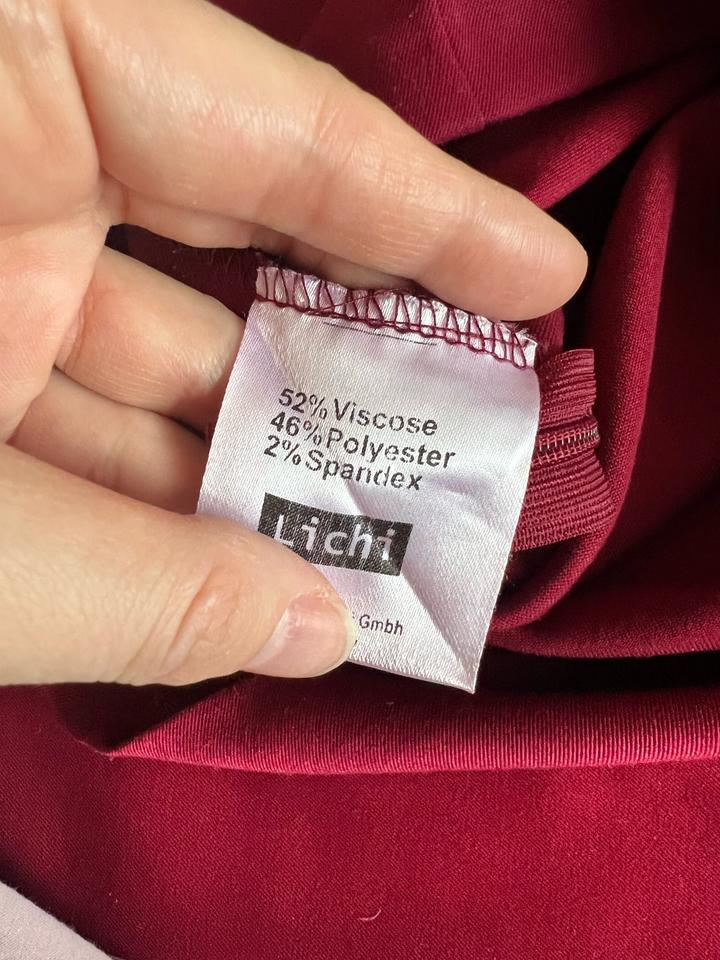 52% Viscose
46% Polyester
2% Spandex
Lichi
Gmbh